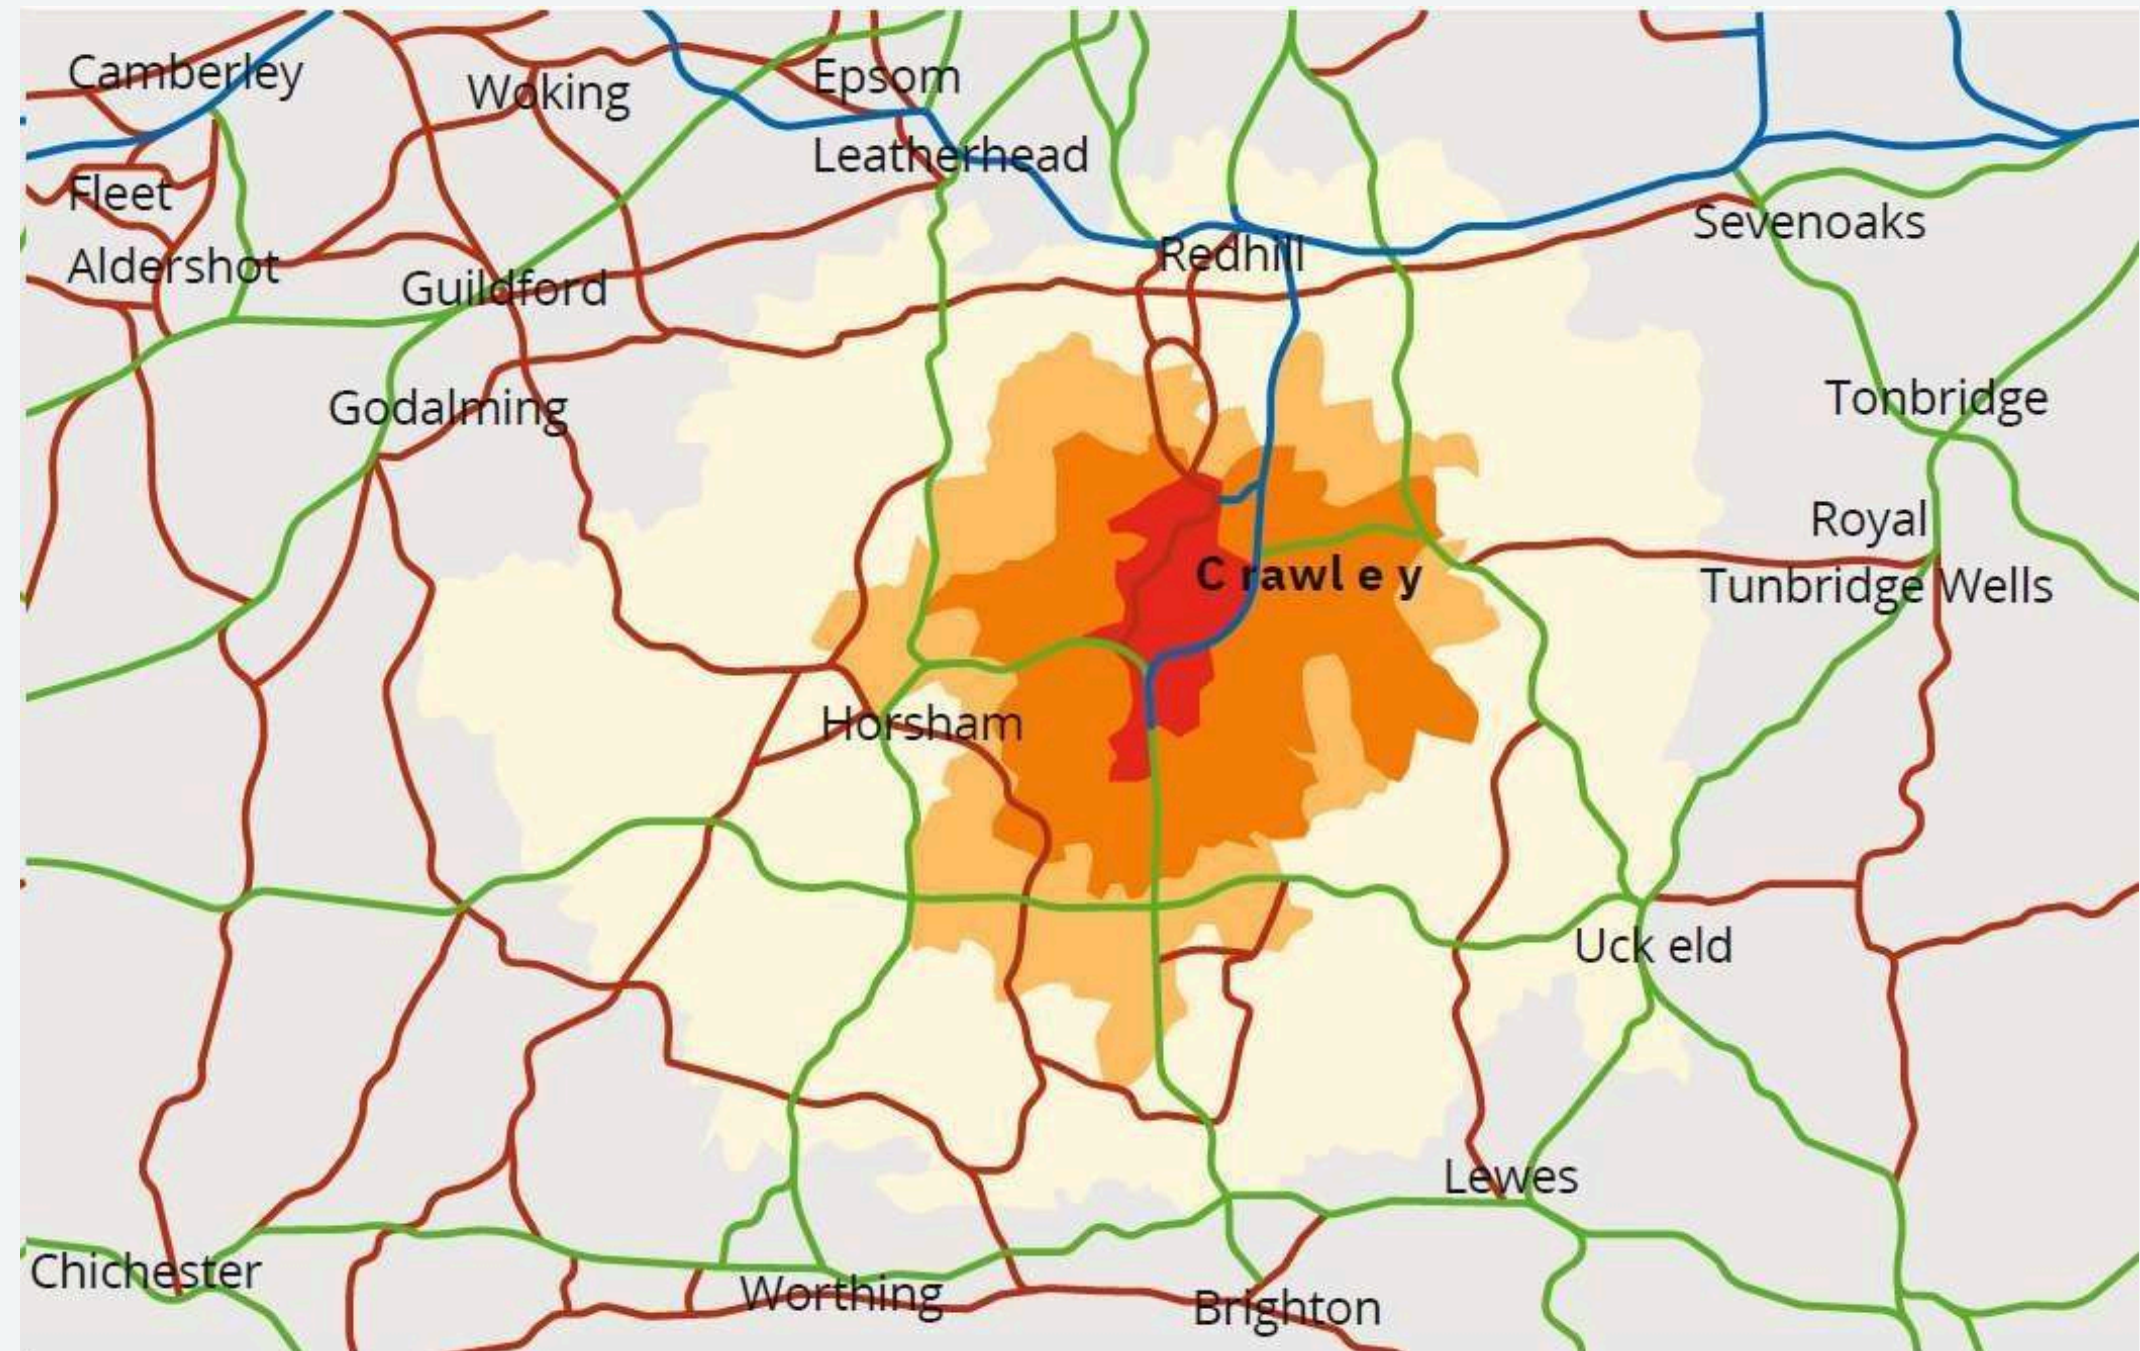 Camberley
Woking
Epsom
Leatherhead
Fleet
Aldershot
Guildford
Redhill
Sevenoaks
Godalming
Tonbridge
Royal
Tunbridge Wells
Crawley
Horsham
Uck eld
Lewes
Chichester
Worthing
Brighton